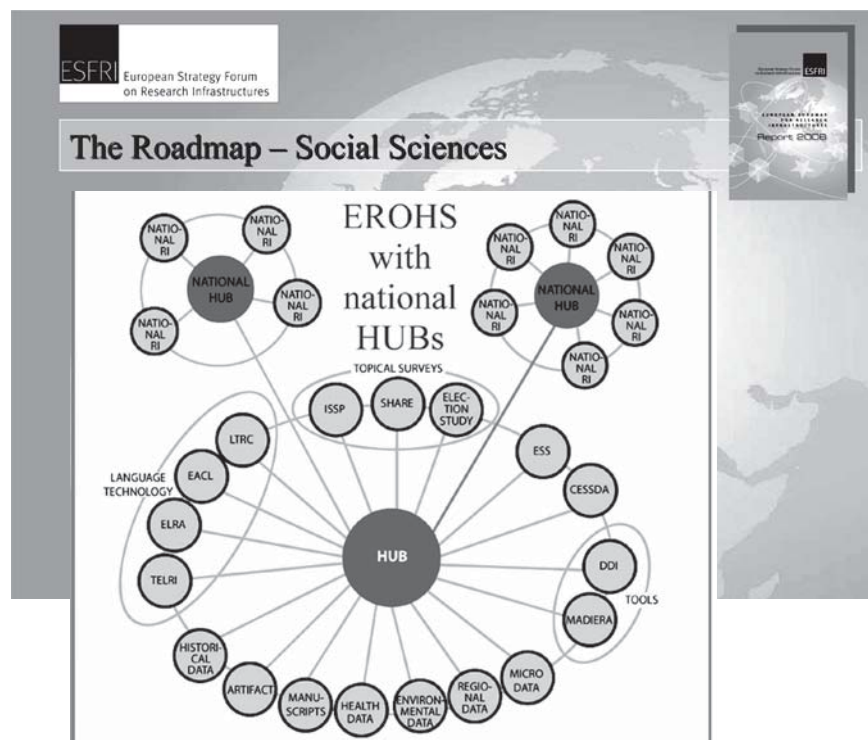 ESFRI
European Strategy Forum
on Research Infrastructures
ESFRI
Report 2006
The Roadmap – Social Sciences
EROHS
with
national
HUBs
NATIO-
NAL
RI
NATIO-
NAL
RI
NATIO-
NAL
RI
NATIO-
NAL
RI
NATIONAL
HUB
NATIO-
NAL
RI
NATIO-
NAL
RI
NATIO-
NAL
RI
NATIO-
NAL
RI
NATIO-
NAL
RI
NATIO-
NAL
RI
NATIONAL
HUB
TOPICAL SURVEYS
ISSP
SHARE
ELEC-
TION
STUDY
LTRC
EACL
LANGUAGE
TECHNOLOGY
ELRA
TELRI
ESS
CESSDA
HUB
DDI
TOOLS
MADIERA
HISTORI-
CAL
DATA
ARTIFACT
MANU-
SCRIPTS
HEALTH
DATA
ENVIRON-
MENTAL
DATA
REGIO-
NAL
DATA
MICRO
DATA